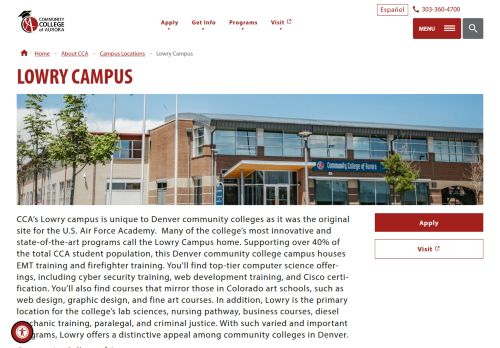 COMMUNITY
COLLEGE
of AURORA
Apply
Get Info
Programs
Visit
Español
303-360-4700
MENU
Home – About CCA – Campus Locations – Lowry Campus
LOWRY CAMPUS
Community College of Aurora
CCA's Lowry campus is unique to Denver community colleges as it was the original
site for the U.S. Air Force Academy. Many of the college's most innovative and
state-of-the-art programs call the Lowry Campus home. Supporting over 40% of
the total CCA student population, this Denver community college campus houses
EMT training and firefighter training. You'll find top-tier computer science offer-
ings, including cyber security training, web development training, and Cisco certi-
fication. You'll also find courses that mirror those in Colorado art schools, such as
web design, graphic design, and fine art courses. In addition, Lowry is the primary
location for the college's lab sciences, nursing pathway, business courses, diesel
mechanic training, paralegal, and criminal justice. With such varied and important
programs, Lowry offers a distinctive appeal among community colleges in Denver.
Apply
Visit